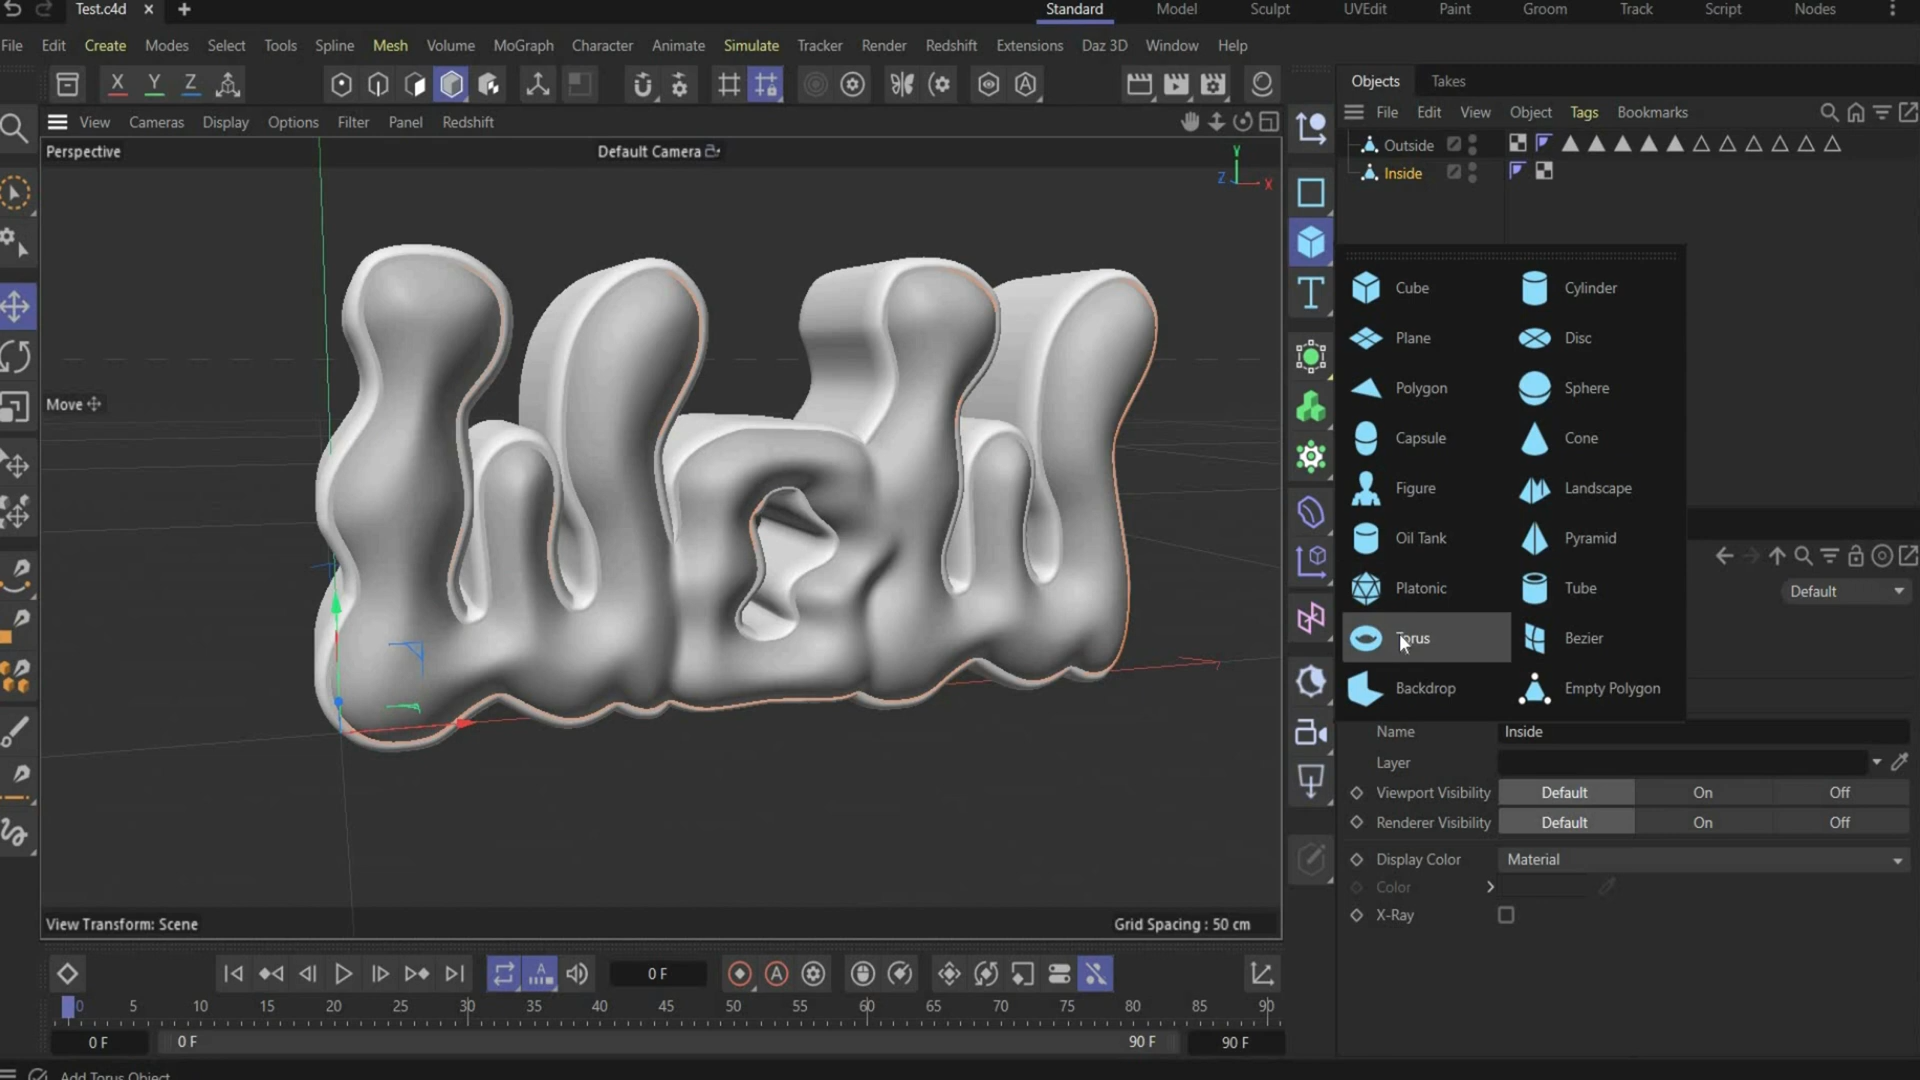 Test.c4d
Standard Model Sculpt UVEdit Paint Groom Track Script Nodes
File Edit Create Modes Select Tools Spline Mesh Volume MoGraph Character Animate Simulate Tracker Render Redshift Extensions Daz 3D Window Help
X Y Z
Objects Takes
File Edit View Object Tags Bookmarks
View Cameras Display Options Filter Panel Redshift
Perspective
Default Camera
Y
Z X
Outside
Inside
Cube Cylinder
Plane Disc
Polygon Sphere
Capsule Cone
Figure Landscape
Oil Tank Pyramid
Platonic Tube
Torus Bezier
Backdrop Empty Polygon
Move
Default
Name Inside
Layer
Viewport Visibility Default On Off
Renderer Visibility Default On Off
Display Color Material
Color
X-Ray
View Transform: Scene
Grid Spacing : 50 cm
0 F
0 5 10 15 20 25 30 35 40 45 50 55 60 65 70 75 80 85 90
0 F 0 F 90 F 90 F
Add Torus Object